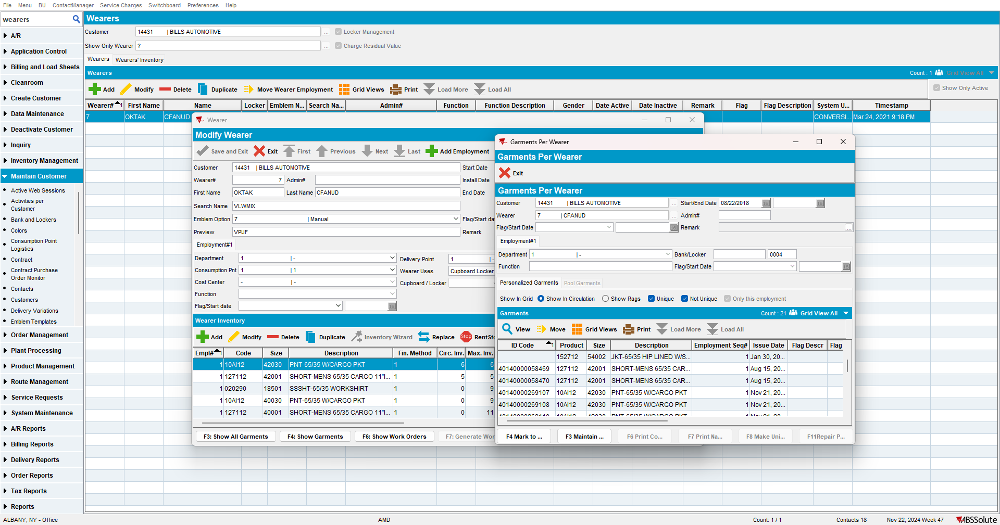 File Menu BU ContactManager Service Charges Switchboard Preferences Help
wearers
A/R
Application Control
Billing and Load Sheets
Cleanroom
Create Customer
Data Maintenance
Deactivate Customer
Inquiry
Inventory Management
Maintain Customer
Active Web Sessions
Activities per
Customer
Bank and Lockers
Colors
Consumption Point
Logistics
Contract
Contract Purchase
Order Monitor
Contacts
Customers
Delivery Variations
Emblem Templates
Order Management
Plant Processing
Product Management
Route Management
Service Requests
System Maintenance
A/R Reports
Billing Reports
Delivery Reports
Order Reports
Tax Reports
Reports
Wearers
Customer 14431 | BILLS AUTOMOTIVE ... Locker Management
Show Only Wearer ? ... Charge Residual Value
Wearers Wearers' Inventory
Wearers Count : 1 Grid View All
Add Modify Delete Duplicate Move Wearer Employment Grid Views Print Load More Load All Show Only Active
Wearer# 1 First Name Name Locker Emblem N... Search Na... Admin# Function Function Description Gender Date Active Date Inactive Remark Flag Flag Description System U... Timestamp
7 OKTAK CFANUD CONVERSI... Mar 24, 2021 9:18 PM
Wearer
Modify Wearer
Save and Exit Exit First Previous Next Last Add Employment
Customer 14431 | BILLS AUTOMOTIVE Start Date
Wearer# 7 Admin# Install Date
First Name OKTAK Last Name CFANUD End Date
Search Name VLWMIX
Emblem Option 7 | Manual Flag/Start da
Preview VPIJF Remark
Employment#1
Department 1 | - Delivery Point 1 | -
Consumption Pnt 1 | 1 Wearer Uses Cupboard Locker
Cost Center - | - Cupboard / Locker
Function
Flag/Start date 16
Wearer Inventory
Add Modify Delete Duplicate Inventory Wizard Replace Stop RentSto
Empl# 1 Code Size Description Fin. Method Circ. Inv. Max. Inv.
1 10AI12 42030 PNT-65/35 W/CARGO PKT 1 6 6
1 127112 42001 SHORT-MENS 65/35 CARGO 11"I... 1 5 5
1 020290 18501 SSSHT-65/35 WORKSHIRT 1 0 9
1 10AI12 40030 PNT-65/35 W/CARGO PKT 1 0 9
1 127112 40001 SHORT-MENS 65/35 CARGO 11"I... 1 0 11
F3: Show All Garments F4: Show Garments F6: Show Work Orders F7: Generate Wor
Garments Per Wearer
Garments Per Wearer
Exit
Garments Per Wearer
Customer 14431 | BILLS AUTOMOTIVE ... Start/End Date 08/22/2018 16 16
Wearer 7 | CFANUD ... Admin#
Flag/Start Date 16 Remark ...
Employment#1
Department 1 | - Bank/Locker 0004
Function Flag/Start Date 16
Personalized Garments Pool Garments
Show In Grid Show In Circulation Show Rags Unique Not Unique Only this employment
Garments Count : 21 Grid View All
View Move Grid Views Print Load More Load All
ID Code 1 Product Size Description Employment Seq# Issue Date Flag Descr Flag
152712 54002 JKT-65/35 HIP LINED W/S... 1 Jan 30, 20...
40140000058469 127112 42001 SHORT-MENS 65/35 CAR... 1 Aug 15, 20...
40140000058470 127112 42001 SHORT-MENS 65/35 CAR... 1 Aug 15, 20...
40140000269107 10AI12 42030 PNT-65/35 W/CARGO PKT 1 Nov 21, 20...
40140000269108 10AI12 42030 PNT-65/35 W/CARGO PKT 1 Nov 21, 20...
40140000269110 10AI12 42030 PNT-65/35 W/CARGO PKT 1 Nov 21, 20...
F4 Mark to ... F3 Maintain ... F6 Print Co... F7 Print Na... F8 Make Uni... F11Repair P...
ALBANY, NY - Office AMD Count: 1 / 1 Contacts 18 Nov 22, 2024 Week 47 ABSSolute